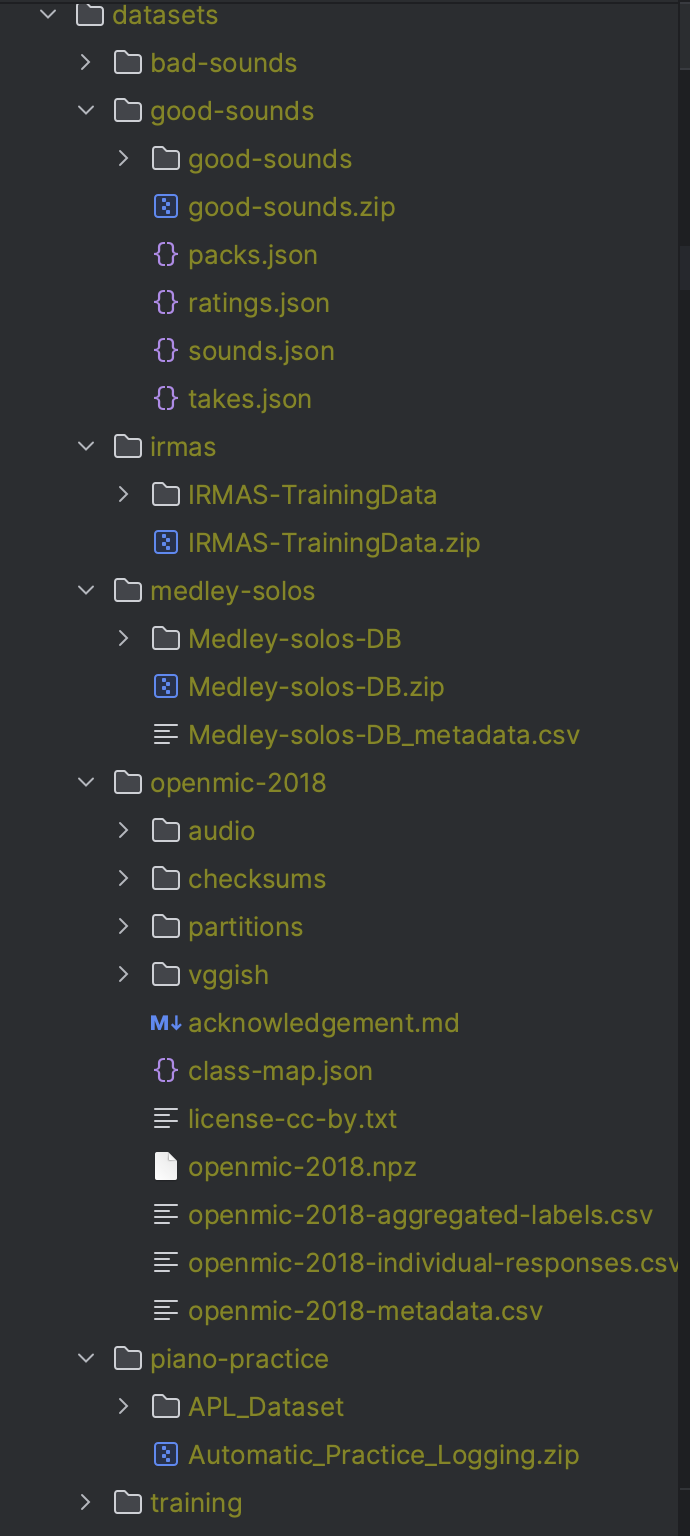 datasets
bad-sounds
good-sounds
good-sounds
good-sounds.zip
packs.json
ratings.json
sounds.json
takes.json
irmas
IRMAS-TrainingData
IRMAS-TrainingData.zip
medley-solos
Medley-solos-DB
Medley-solos-DB.zip
Medley-solos-DB_metadata.csv
openmic-2018
audio
checksums
partitions
vggish
M↓ acknowledgement.md
{} class-map.json
license-cc-by.txt
openmic-2018.npz
openmic-2018-aggregated-labels.csv
openmic-2018-individual-responses.csv
openmic-2018-metadata.csv
piano-practice
APL_Dataset
Automatic_Practice_Logging.zip
training